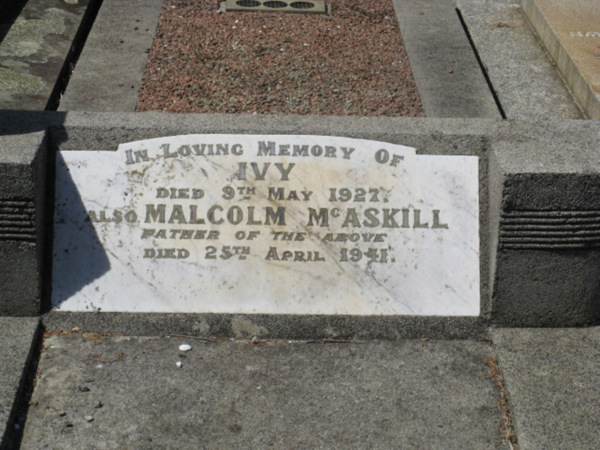 In Loving Memory Of
IVY
Died 9th May 1927.
Also Malcolm McAskill
Father of the above
Died 25th April 1941.